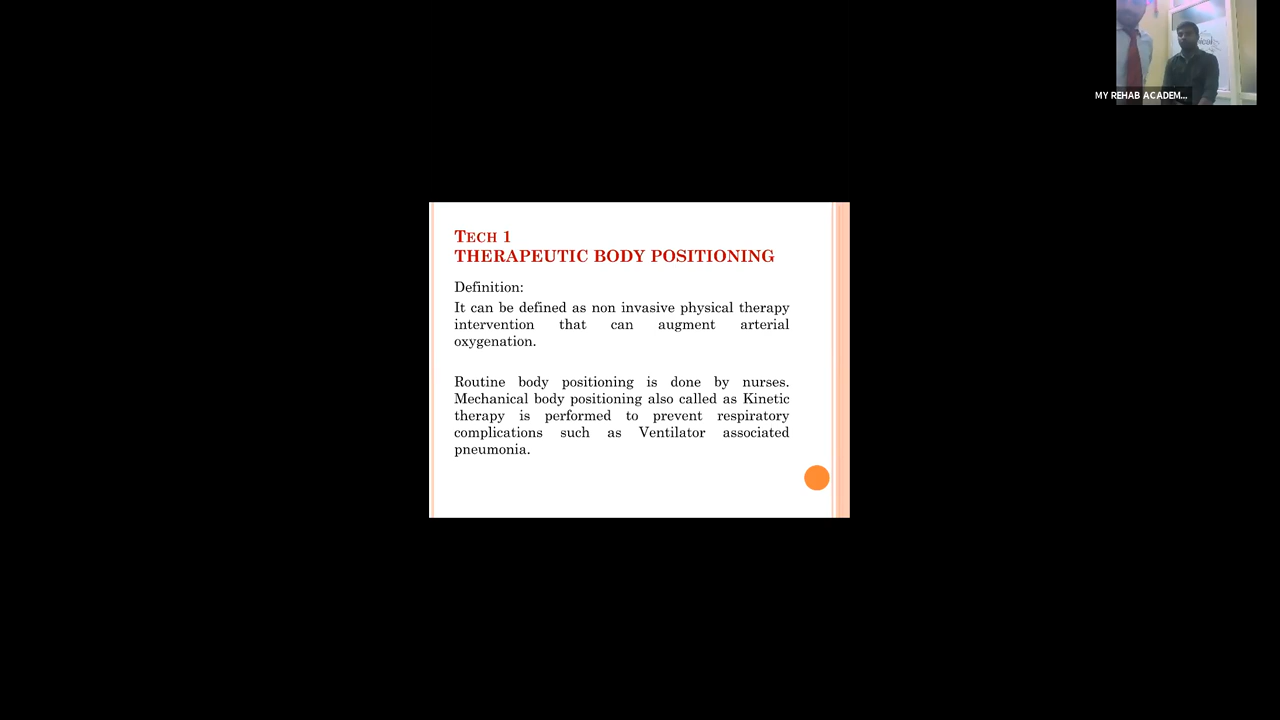 MY REHAB ACADEM...
TECH 1
THERAPEUTIC BODY POSITIONING
Definition:
It can be defined as non invasive physical therapy
intervention that can augment arterial
oxygenation.
Routine body positioning is done by nurses.
Mechanical body positioning also called as Kinetic
therapy is performed to prevent respiratory
complications such as Ventilator associated
pneumonia.